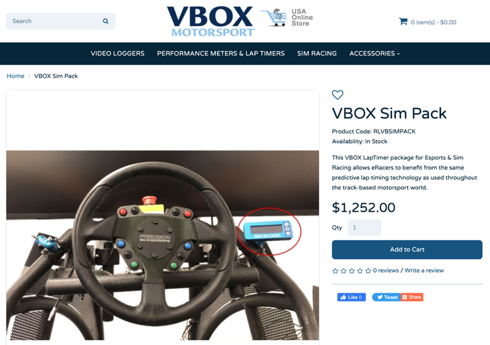 Search
VBOX
MOTORSPORT
USA
Online
Store
0 item(s) - $0.00
VIDEO LOGGERS
PERFORMANCE METERS & LAP TIMERS
SIM RACING
ACCESSORIES
Home
VBOX Sim Pack
VBOX Sim Pack
Product Code: RLVBSIMPACK
Availability: In Stock
This VBOX LapTimer package for Esports & Sim
Racing allows eRacers to benefit from the same
predictive lap timing technology as used throughout
the track-based motorsport world.
$1,252.00
Qty
1
Add to Cart
0 reviews / Write a review
Like 0
Tweet
Share
PRECISION
RACELOGIC